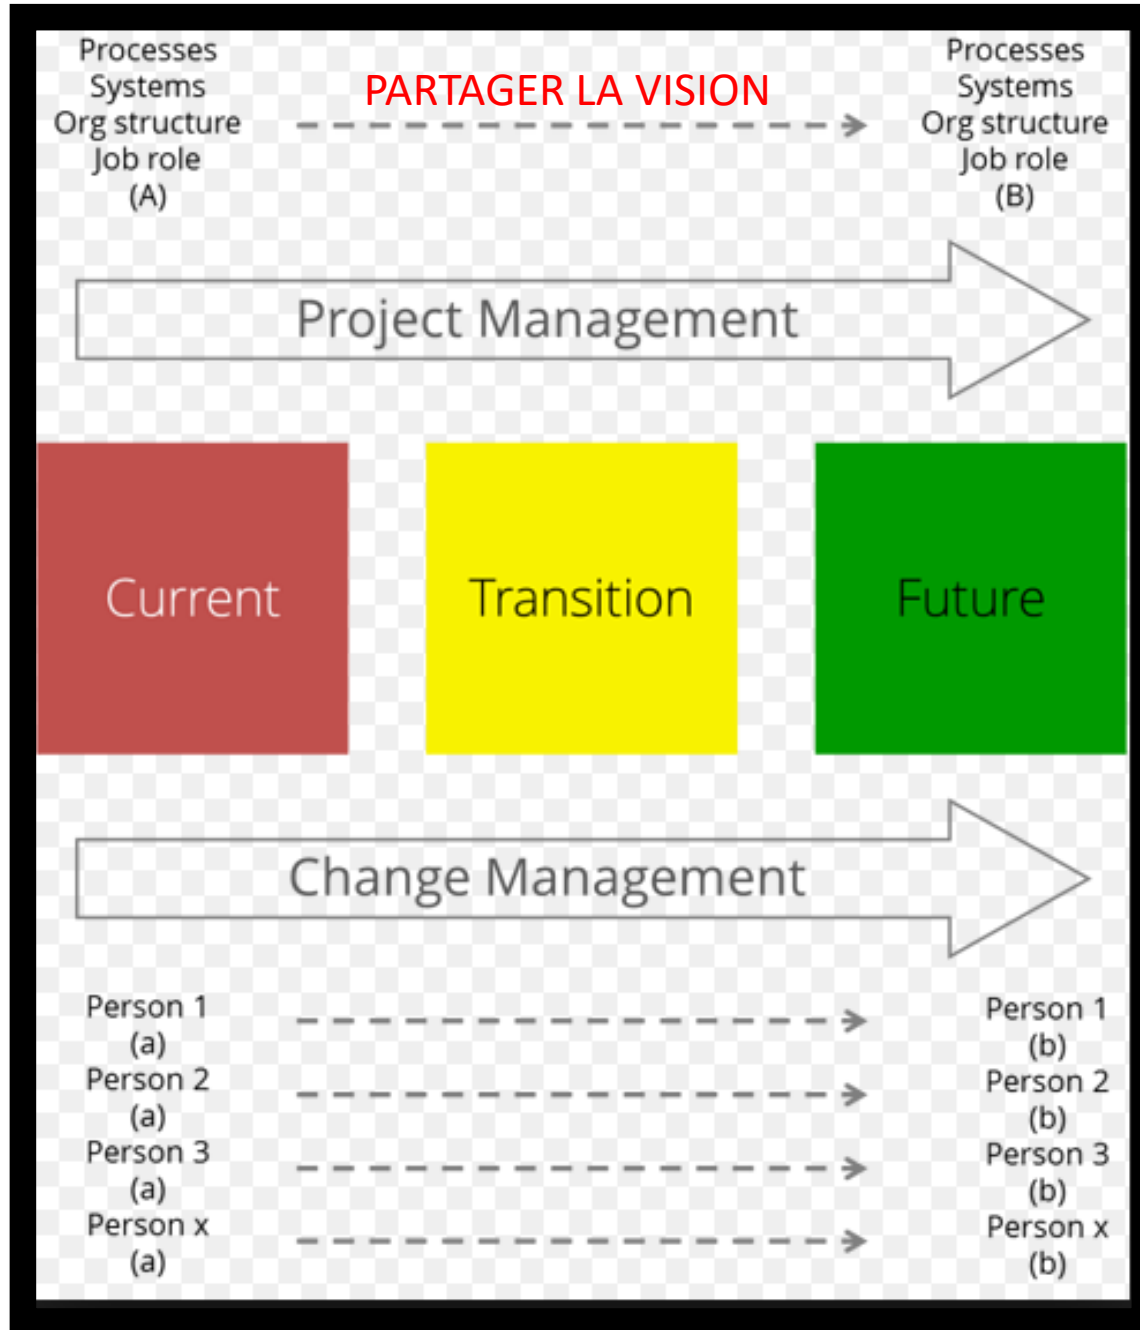 Processes
Systems
Org structure
Job role
(A)
PARTAGER LA VISION
Processes
Systems
Org structure
Job role
(B)
Project Management
Current
Transition
Future
Change Management
Person 1
(a)
Person 2
(a)
Person 3
(a)
Person x
(a)
Person 1
(b)
Person 2
(b)
Person 3
(b)
Person x
(b)